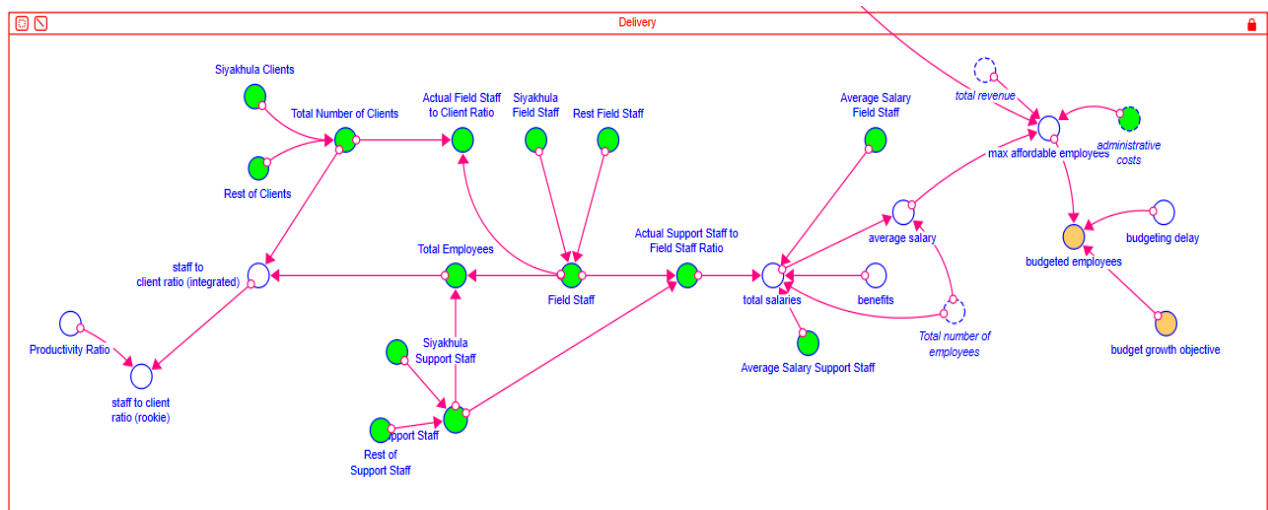 Delivery
Siyakhula Clients
Total Number of Clients
Actual Field Staff
to Client Ratio
Siyakhula
Field Staff
Rest Field Staff
Average Salary
Field Staff
total revenue
max affordable employees
administrative
costs
Rest of Clients
staff to
client ratio (integrated)
Total Employees
Actual Support Staff to
Field Staff Ratio
average salary
budgeting delay
budgeted employees
Field Staff
total salaries
benefits
Productivity Ratio
Siyakhula
Support Staff
Total number of
employees
budget growth objective
Average Salary Support Staff
staff to client
ratio (rookie)
Support Staff
Rest of
Support Staff